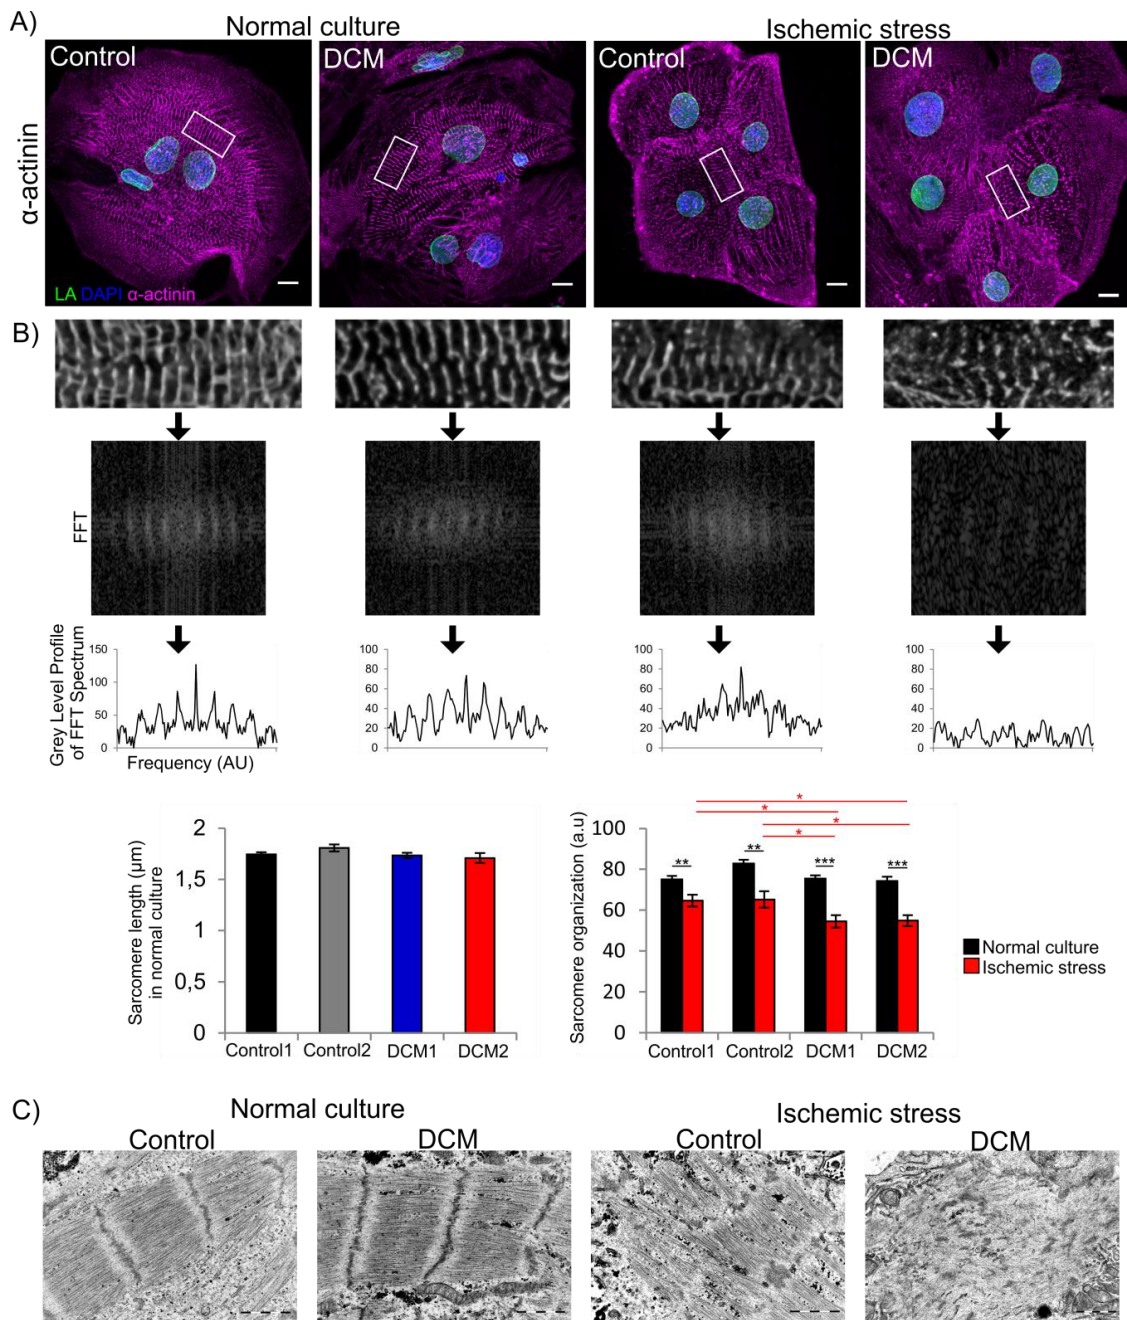 A)
Normal culture
Ischemic stress
Control
DCM
Control
DCM
α-actinin
LA DAPI α-actinin
B)
FFT
Grey Level Profile
of FFT Spectrum
150
100
50
0
Frequency (AU)
100
80
60
40
20
0
100
80
60
40
20
0
100
80
60
40
20
0
Sarcomere length (µm)
in normal culture
2
1,5
1
0,5
0
Control1
Control2
DCM1
DCM2
Sarcomere organization (a.u)
100
80
60
40
20
0
*
*
*
*
**
**
***
***
Control1
Control2
DCM1
DCM2
Normal culture
Ischemic stress
C)
Normal culture
Ischemic stress
Control
DCM
Control
DCM